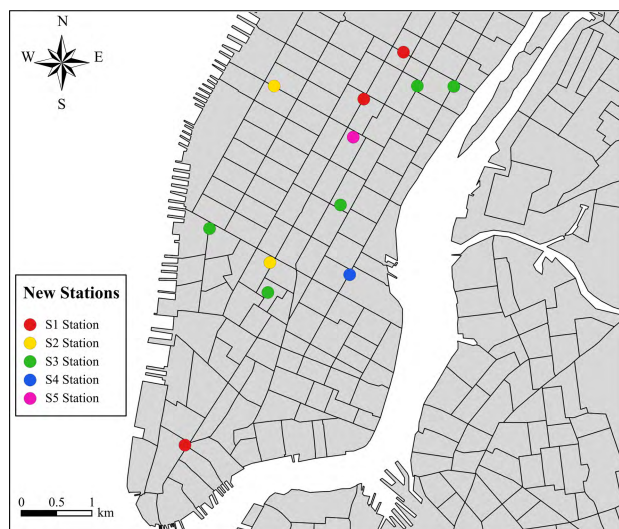 N
W E
S
New Stations
S1 Station
S2 Station
S3 Station
S4 Station
S5 Station
0 0.5 1
km